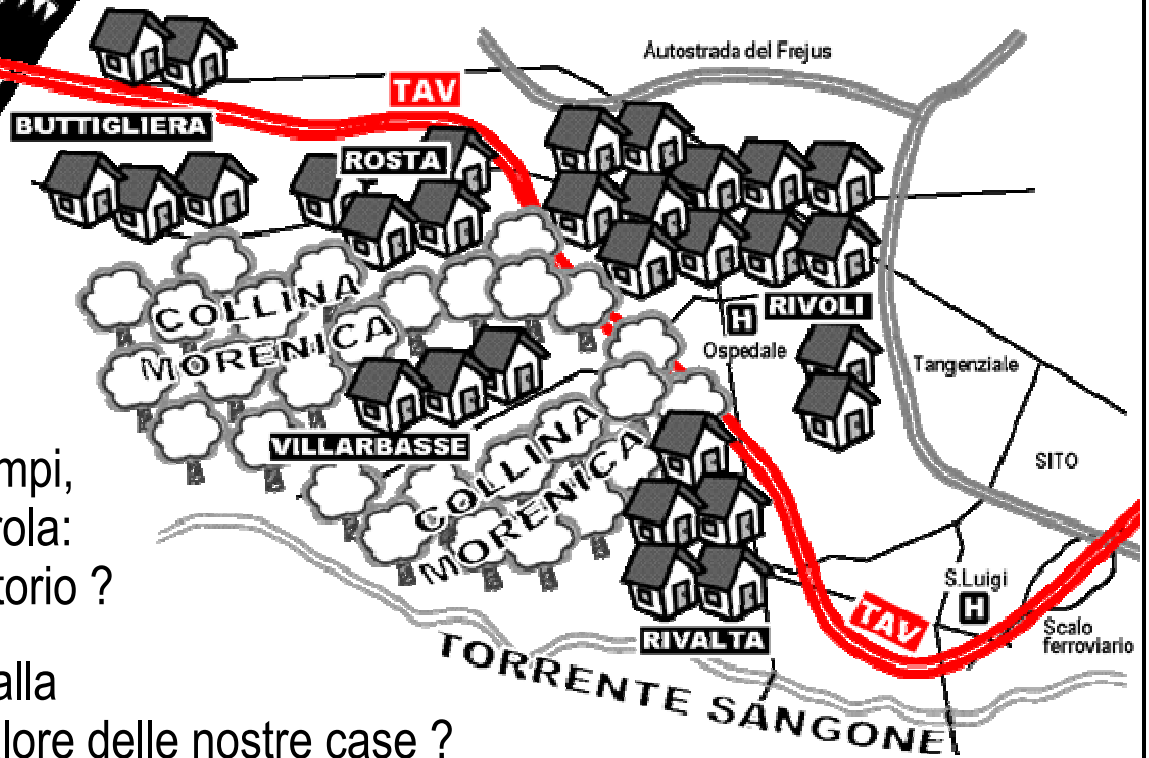 Autostrada del Frejus
TAV
BUTTIGLIERA
ROSTA
COLLINA
MORENICA
H
RIVOLI
Ospedale
Tangenziale
VILLARBASSE
COLLINA
MORENICA
SITO
mpi,
rola:
torio ?
S.Luigi
H
TAV
Scalo
ferroviario
RIVALTA
TORRENTE SANGONE
alla
lore delle nostre case ?